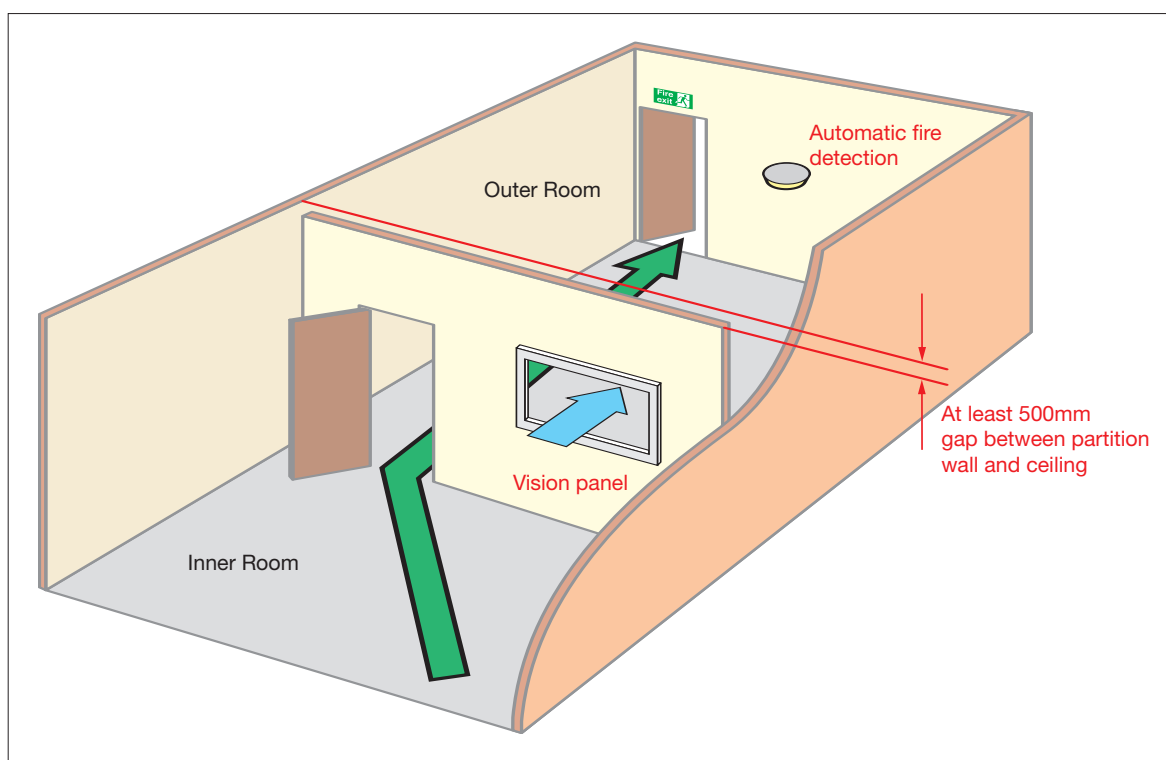 Fire
exit
Automatic fire
detection
Outer Room
At least 500mm
gap between partition
wall and ceiling
Vision panel
Inner Room